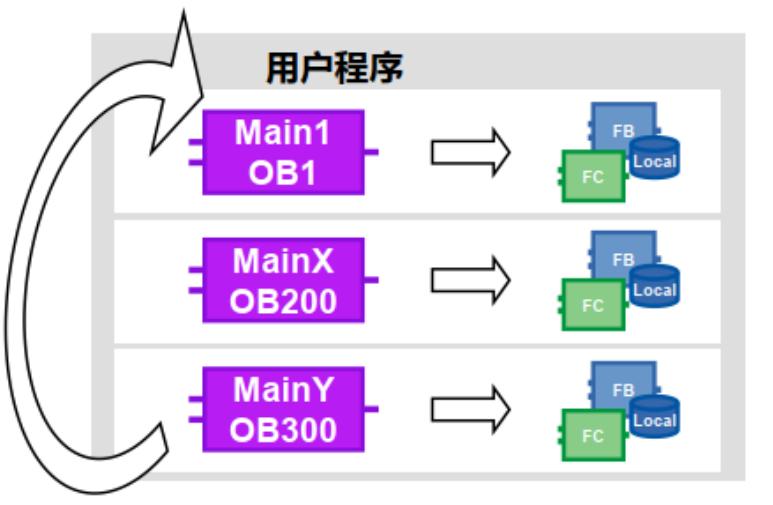 用户程序
Main1
OB1
FB
Local
FC
MainX
OB200
FB
Local
FC
MainY
OB300
FB
Local
FC